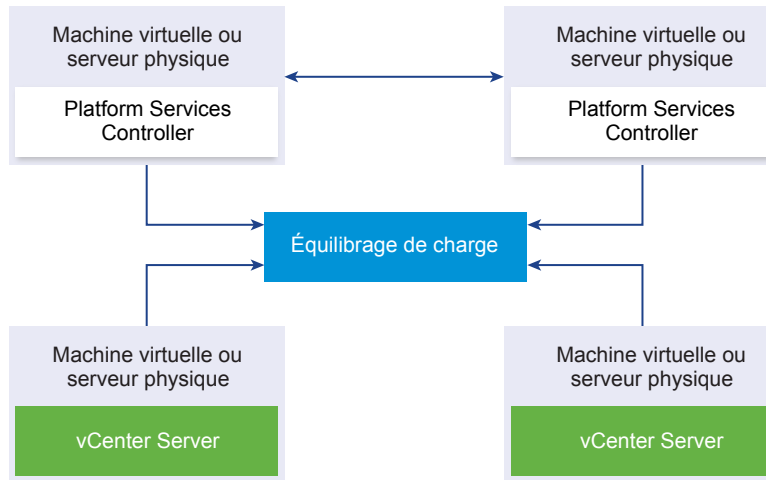 Machine virtuelle ou
serveur physique
Platform Services
Controller
Machine virtuelle ou
serveur physique
Platform Services
Controller
Équilibrage de charge
Machine virtuelle ou
serveur physique
vCenter Server
Machine virtuelle ou
serveur physique
vCenter Server